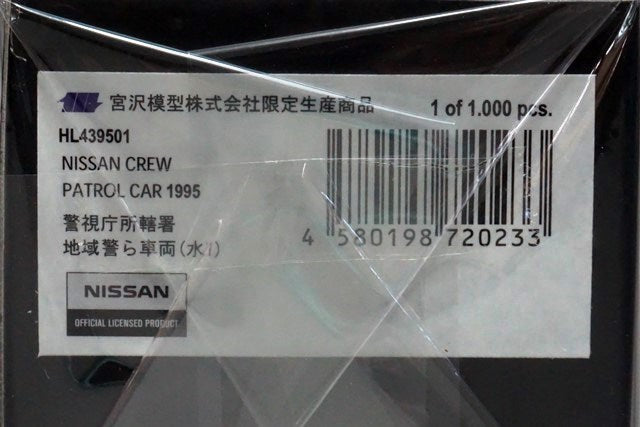 宮沢模型株式会社限定生産商品 1 of 1.000 pcs.
HL439501
NISSAN CREW
PATROL CAR 1995
警視庁所轄署
地域警ら車両(水1)
4 580198 720233
NISSAN
OFFICIAL LICENSED PRODUCT